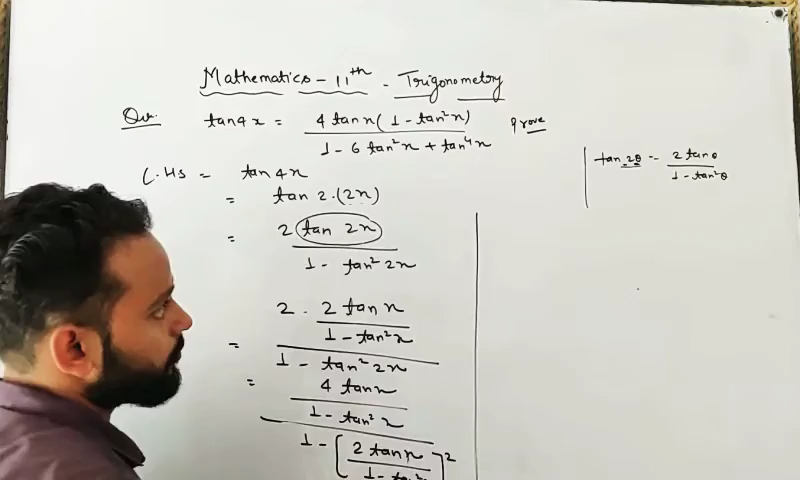 Mathematics - 11th - Trigonometry
Qu. tan4x = 4 tan x (1 - tan²x) / 1 - 6 tan²x + tan⁴x Prove
L.HS = tan 4x
= tan 2.(2x)
= 2 tan 2x / 1 - tan² 2x
= 2 . 2 tan x / 1 - tan²x / 1 - tan² 2x
= 4 tan x / 1 - tan² x / 1 - [2 tan x / 1 - tan²]²
tan 2θ = 2 tan θ / 1 - tan²θ